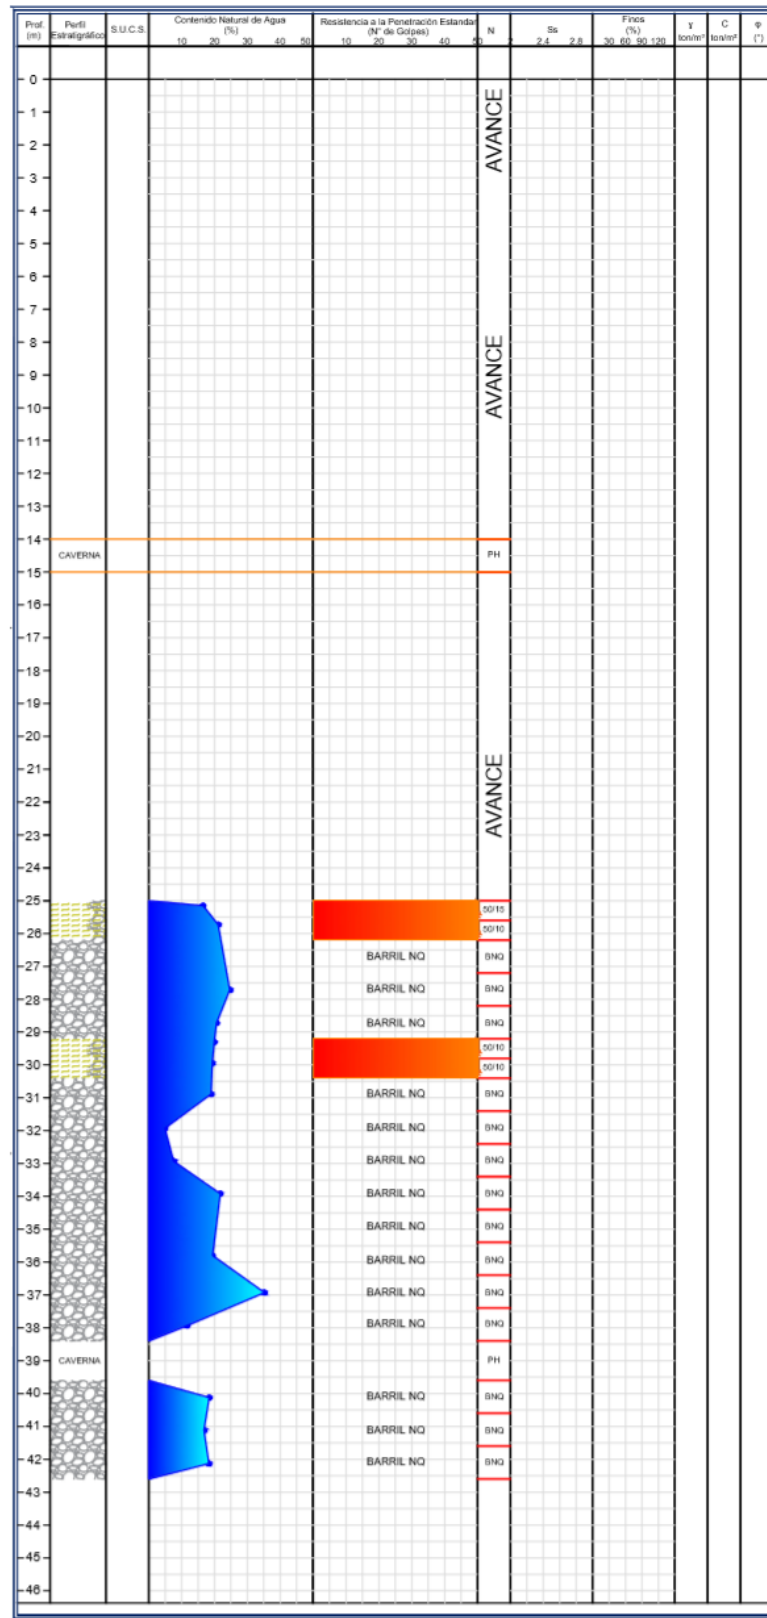 Prof. (m)
Perfil Estratigráfico
S.U.C.S.
Contenido Natural de Agua (%)
10 20 30 40 50
Resistencia a la Penetración Estandar (N° de Golpes)
10 20 30 40 50
N
Ss
2 2.4 2.8
Finos (%)
30 60 90 120
ɣ ton/m³
C ton/m²
φ (°)
0
AVANCE
1
2
3
4
5
6
7
8
AVANCE
9
10
11
12
13
14
CAVERNA PH
15
16
17
18
19
20
21
AVANCE
22
23
24
25
50/15
26 50/10
BARRIL NQ BNQ
27
28 BARRIL NQ BNQ
29 BARRIL NQ BNQ
50/10
30 50/10
31 BARRIL NQ BNQ
32 BARRIL NQ BNQ
33 BARRIL NQ BNQ
34 BARRIL NQ BNQ
35 BARRIL NQ BNQ
36 BARRIL NQ BNQ
37 BARRIL NQ BNQ
38 BARRIL NQ BNQ
39 CAVERNA PH
40 BARRIL NQ BNQ
41 BARRIL NQ BNQ
42 BARRIL NQ BNQ
43
44
45
46